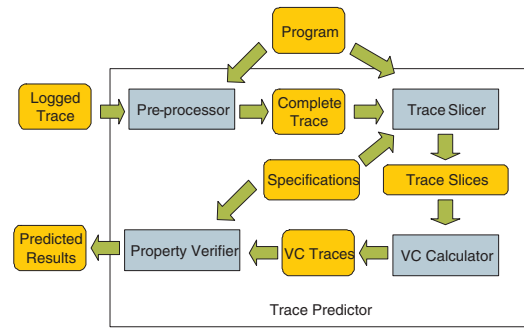 Program
Logged
Trace
Pre-processor
Complete
Trace
Trace Slicer
Specifications
Trace Slices
Predicted
Results
Property Verifier
VC Traces
VC Calculator
Trace Predictor